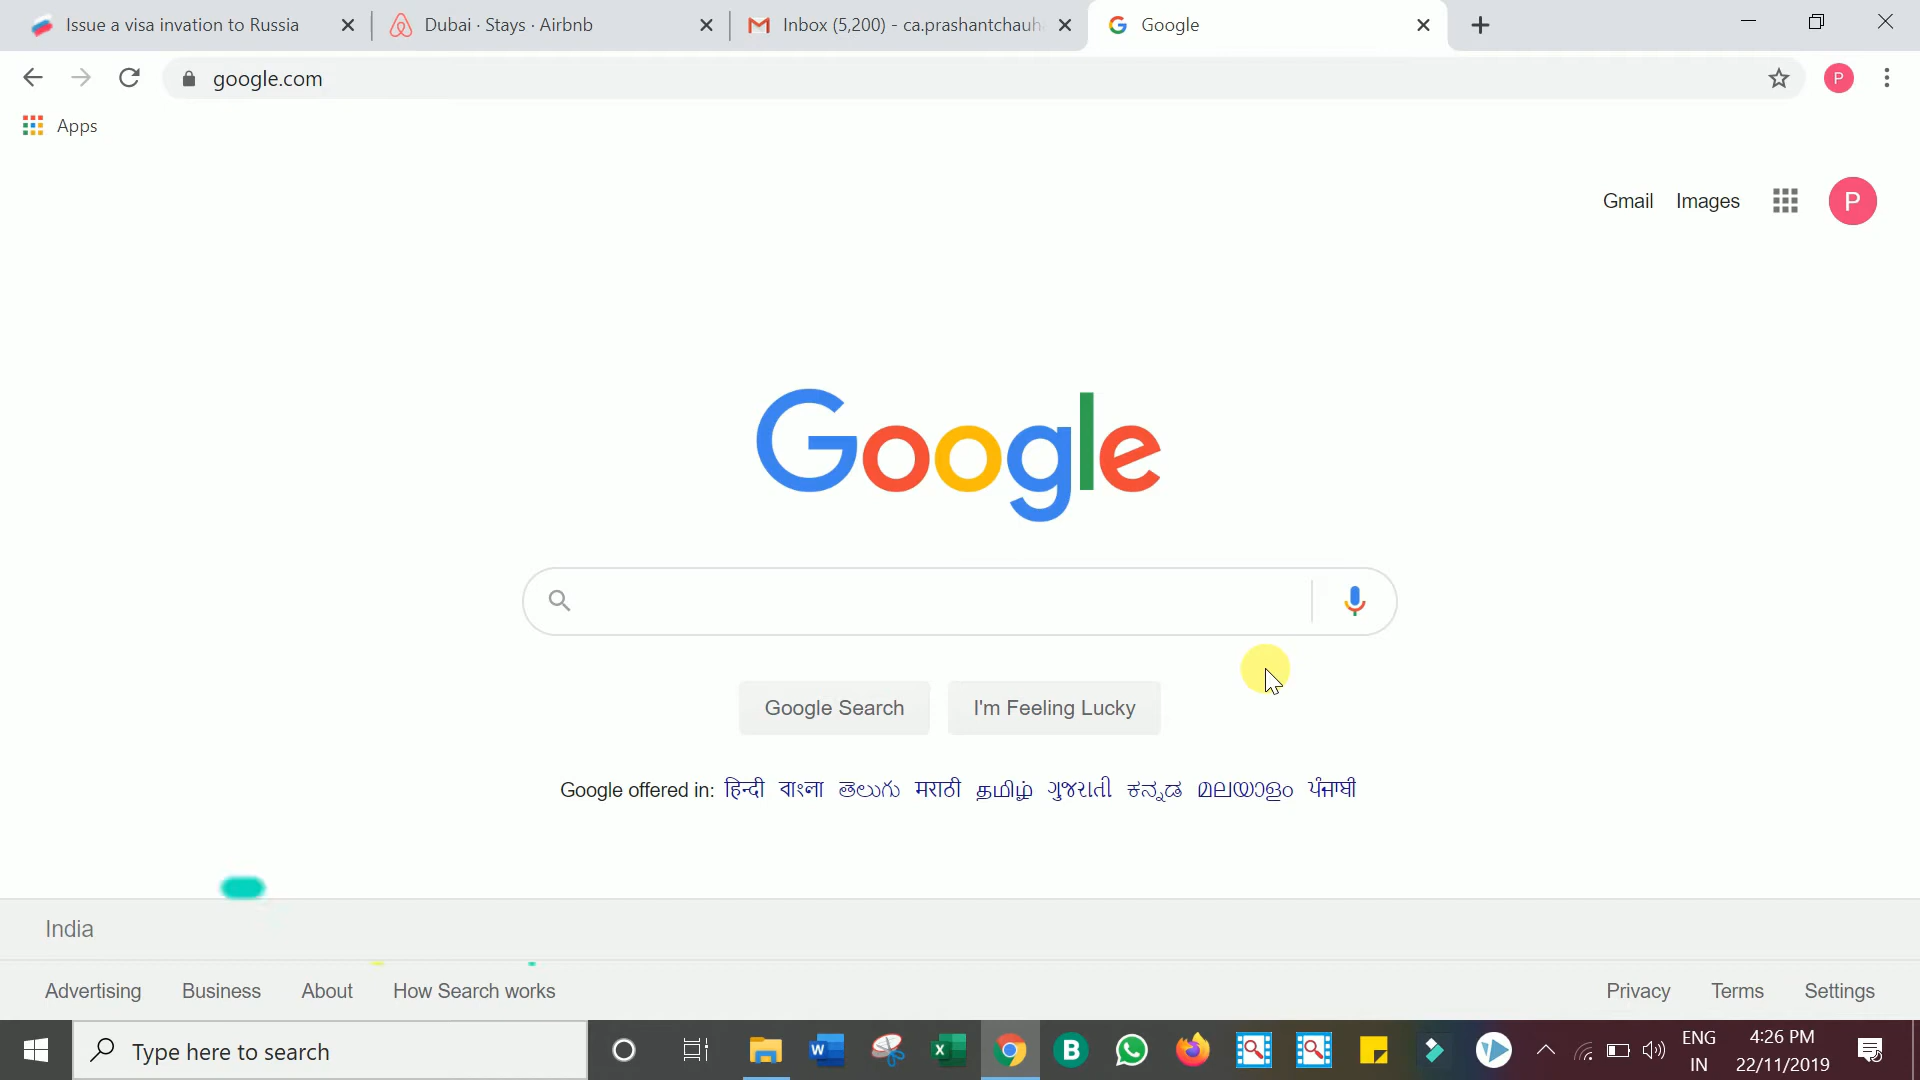 Issue a visa invation to Russia
Dubai · Stays · Airbnb
Inbox (5,200) - ca.prashantchauh
Google
google.com
P
Apps
Gmail Images P
Google
Google Search I'm Feeling Lucky
Google offered in: हिन्दी বাংলা తెలుగు मराठी தமிழ் ગુજરાતી ಕನ್ನಡ മലയാളം ਪੰਜਾਬੀ
India
Advertising Business About How Search works Privacy Terms Settings
Type here to search
ENG
IN
4:26 PM
22/11/2019